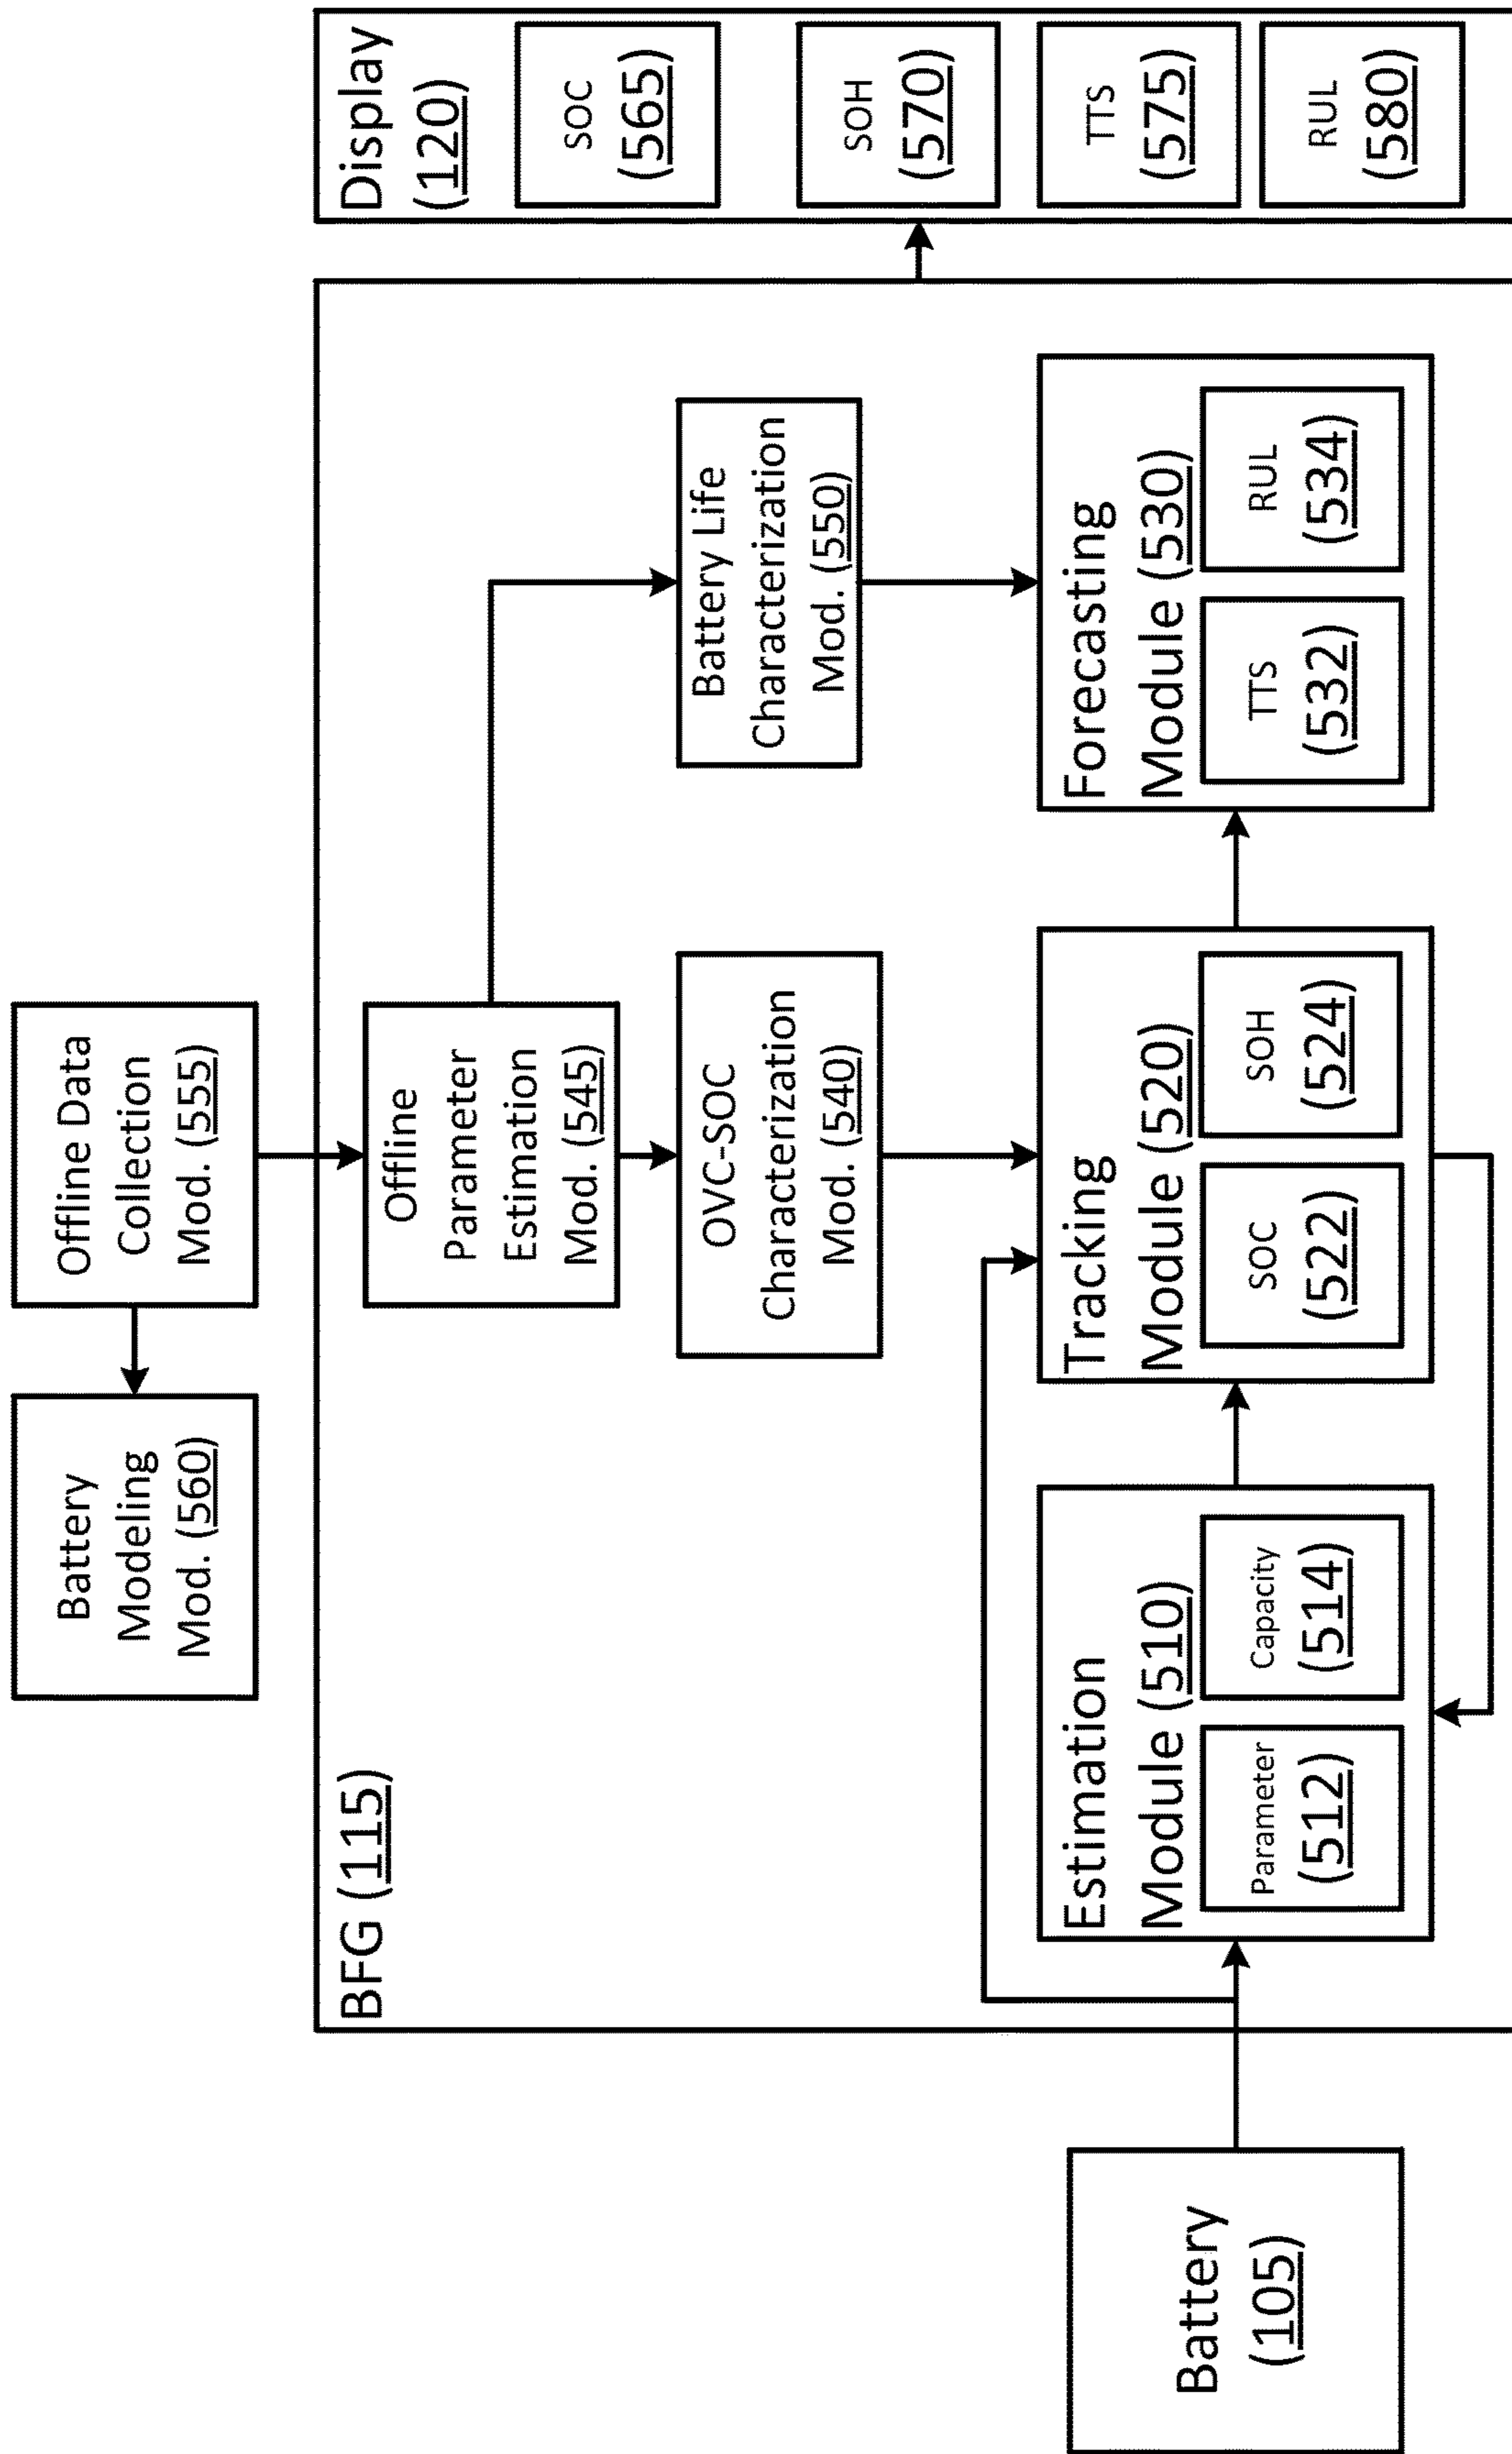 Battery
Modeling
Mod. (560)
Offline Data
Collection
Mod. (555)
BFG (115)
Offline
Parameter
Estimation
Mod. (545)
OVC-SOC
Characterization
Mod. (540)
Battery Life
Characterization
Mod. (550)
Battery
(105)
Estimation
Module (510)
Parameter
(512)
Capacity
(514)
Tracking
Module (520)
SOC
(522)
SOH
(524)
Forecasting
Module (530)
TTS
(532)
RUL
(534)
Display
(120)
SOC
(565)
SOH
(570)
TTS
(575)
RUL
(580)